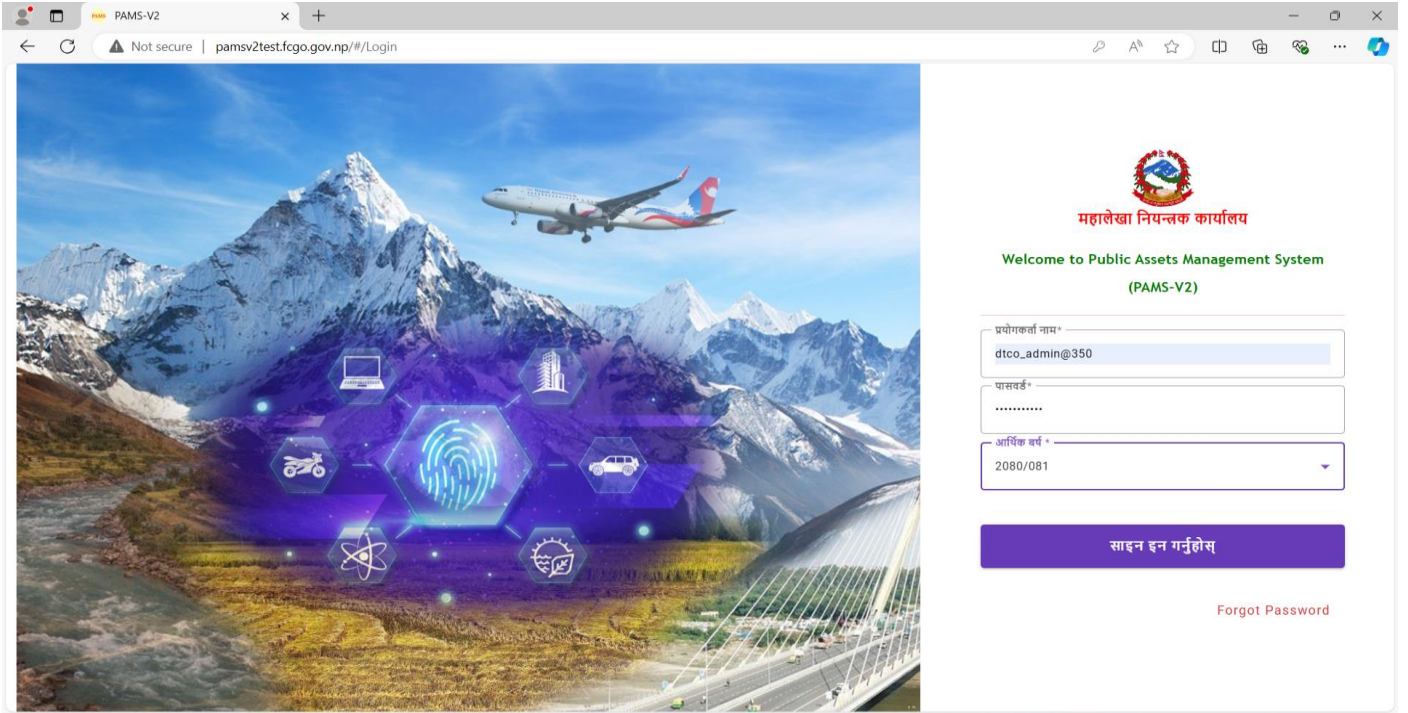 PAMS-V2
Not secure | pamsv2test.fcgo.gov.np/#/Login
महालेखा नियन्त्रक कार्यालय
Welcome to Public Assets Management System
(PAMS-V2)
प्रयोगकर्ता नाम*
dtco_admin@350
पासवर्ड*
...........
आर्थिक वर्ष *
2080/081
साइन इन गर्नुहोस्
Forgot Password